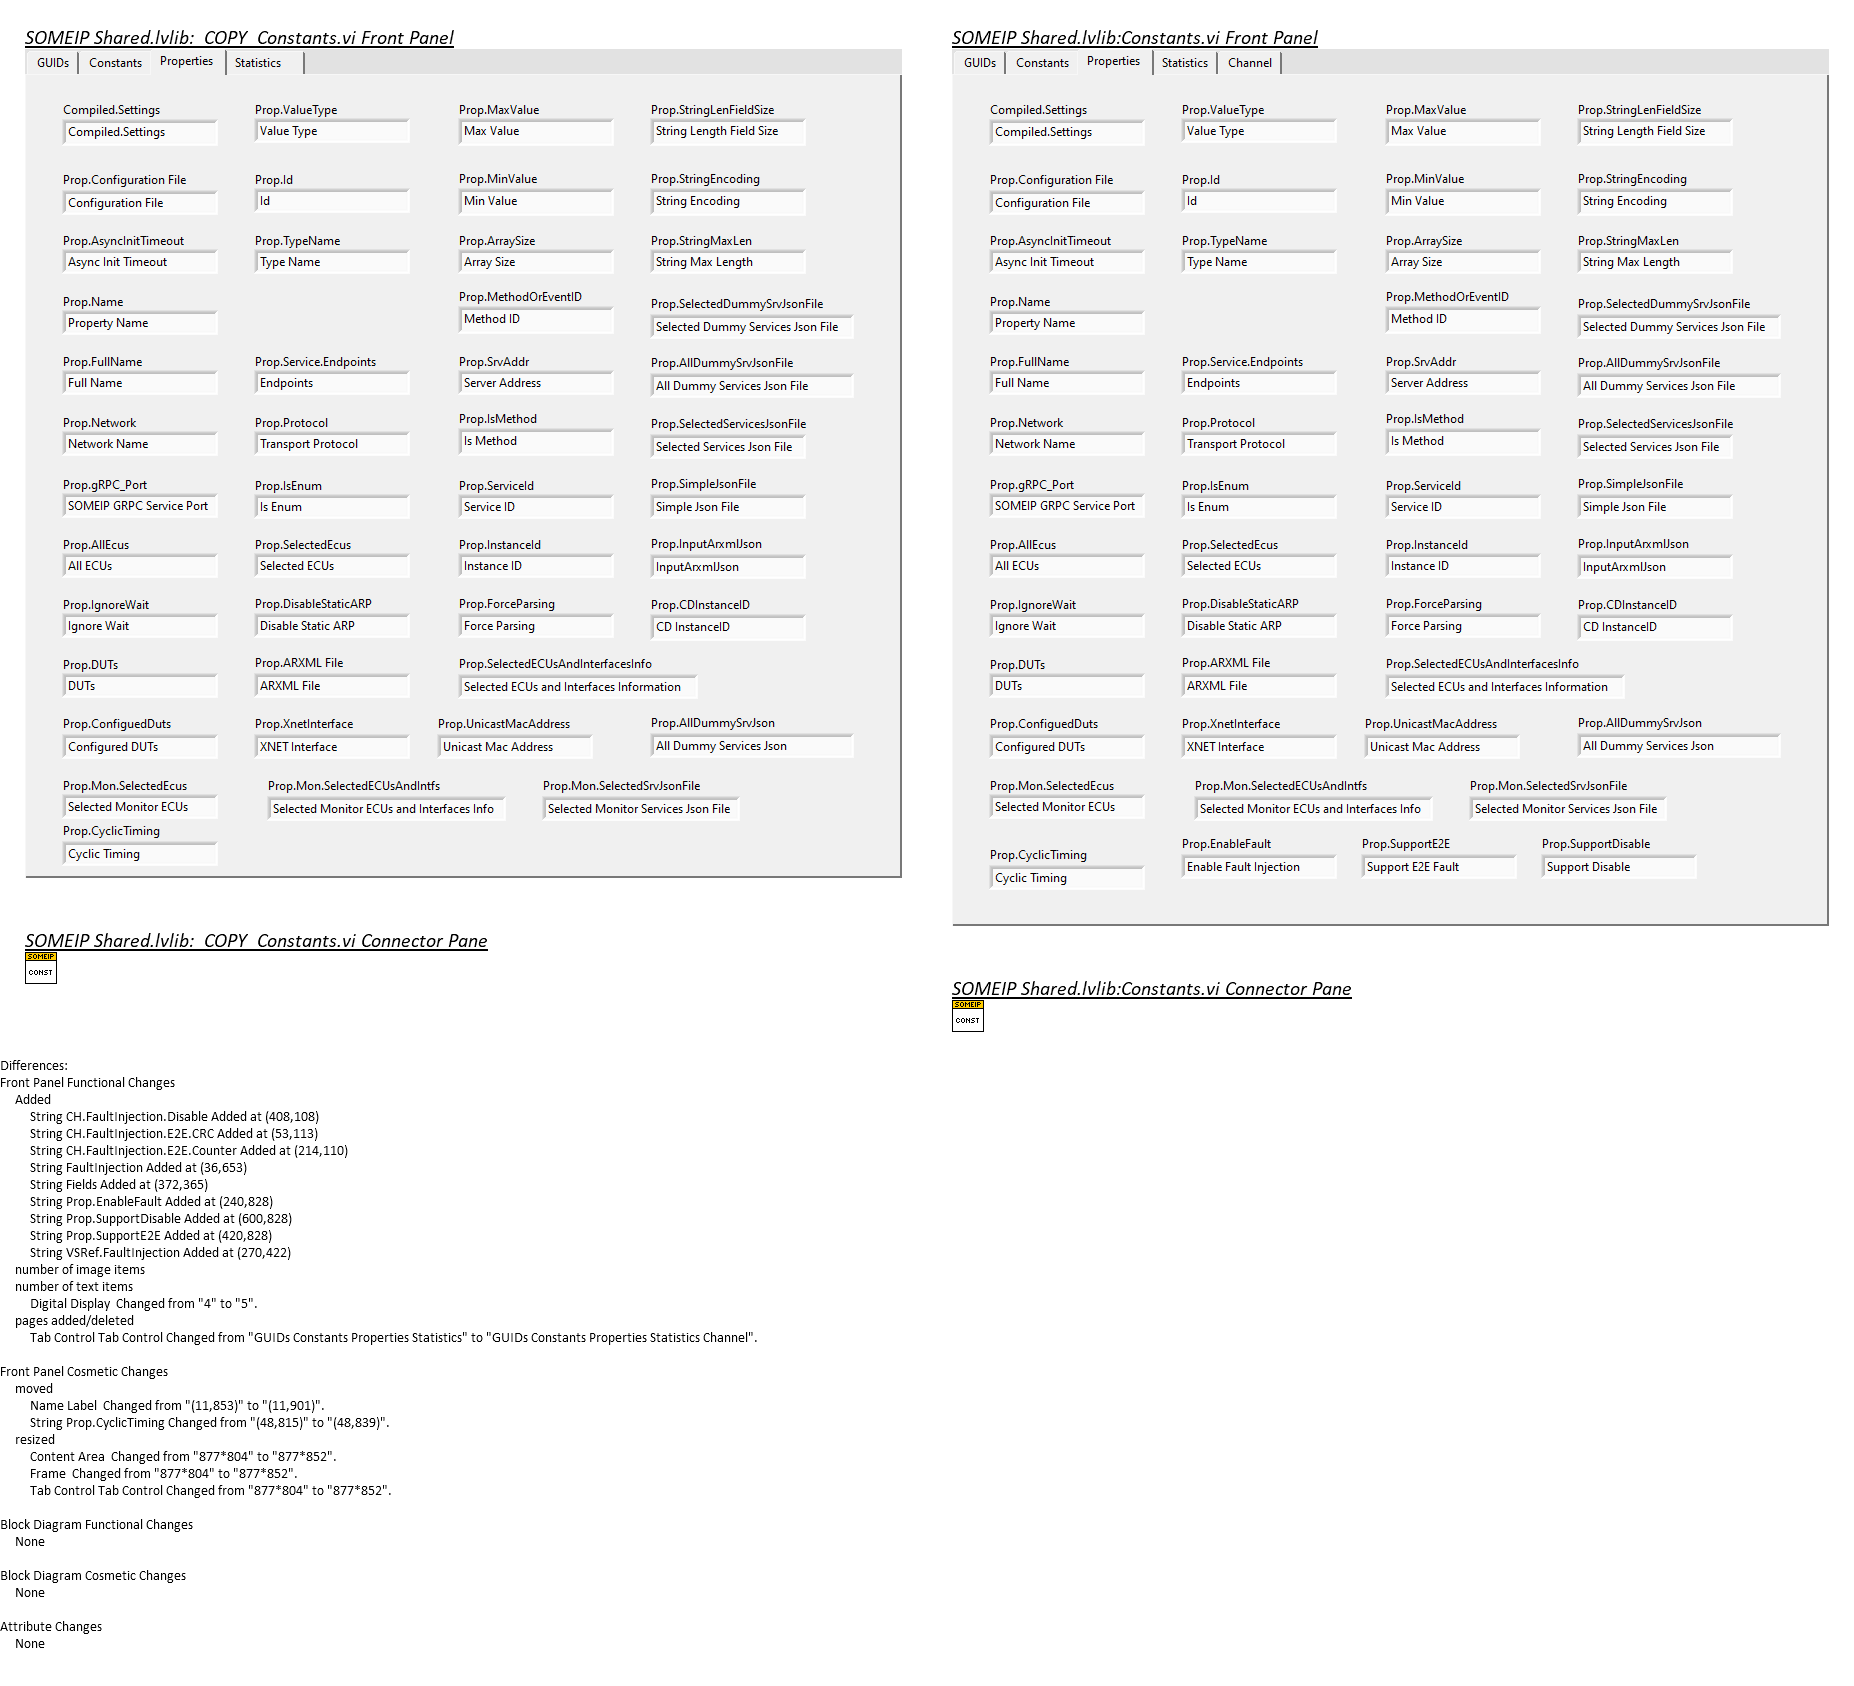 SOMEIP Shared.lvlib:_COPY_Constants.vi Front Panel
GUIDs Constants Properties Statistics
Compiled.Settings Prop.ValueType Prop.MaxValue Prop.StringLenFieldSize
Compiled.Settings Value Type Max Value String Length Field Size
Prop.Configuration File Prop.Id Prop.MinValue Prop.StringEncoding
Configuration File Id Min Value String Encoding
Prop.AsyncInitTimeout Prop.TypeName Prop.ArraySize Prop.StringMaxLen
Async Init Timeout Type Name Array Size String Max Length
Prop.Name Prop.MethodOrEventID Prop.SelectedDummySrvJsonFile
Property Name Method ID Selected Dummy Services Json File
Prop.FullName Prop.Service.Endpoints Prop.SrvAddr Prop.AllDummySrvJsonFile
Full Name Endpoints Server Address All Dummy Services Json File
Prop.Network Prop.Protocol Prop.IsMethod Prop.SelectedServicesJsonFile
Network Name Transport Protocol Is Method Selected Services Json File
Prop.gRPC_Port Prop.IsEnum Prop.ServiceId Prop.SimpleJsonFile
SOMEIP GRPC Service Port Is Enum Service ID Simple Json File
Prop.AllEcus Prop.SelectedEcus Prop.InstanceId Prop.InputArxmlJson
All ECUs Selected ECUs Instance ID InputArxmlJson
Prop.IgnoreWait Prop.DisableStaticARP Prop.ForceParsing Prop.CDInstanceID
Ignore Wait Disable Static ARP Force Parsing CD InstanceID
Prop.DUTs Prop.ARXML File Prop.SelectedECUsAndInterfacesInfo
DUTs ARXML File Selected ECUs and Interfaces Information
Prop.ConfiguedDuts Prop.XnetInterface Prop.UnicastMacAddress Prop.AllDummySrvJson
Configured DUTs XNET Interface Unicast Mac Address All Dummy Services Json
Prop.Mon.SelectedEcus Prop.Mon.SelectedECUsAndIntfs Prop.Mon.SelectedSrvJsonFile
Selected Monitor ECUs Selected Monitor ECUs and Interfaces Info Selected Monitor Services Json File
Prop.CyclicTiming
Cyclic Timing
SOMEIP Shared.lvlib:_COPY_Constants.vi Connector Pane
SOMEIP
CONST
SOMEIP Shared.lvlib:Constants.vi Front Panel
GUIDs Constants Properties Statistics Channel
Compiled.Settings Prop.ValueType Prop.MaxValue Prop.StringLenFieldSize
Compiled.Settings Value Type Max Value String Length Field Size
Prop.Configuration File Prop.Id Prop.MinValue Prop.StringEncoding
Configuration File Id Min Value String Encoding
Prop.AsyncInitTimeout Prop.TypeName Prop.ArraySize Prop.StringMaxLen
Async Init Timeout Type Name Array Size String Max Length
Prop.Name Prop.MethodOrEventID Prop.SelectedDummySrvJsonFile
Property Name Method ID Selected Dummy Services Json File
Prop.FullName Prop.Service.Endpoints Prop.SrvAddr Prop.AllDummySrvJsonFile
Full Name Endpoints Server Address All Dummy Services Json File
Prop.Network Prop.Protocol Prop.IsMethod Prop.SelectedServicesJsonFile
Network Name Transport Protocol Is Method Selected Services Json File
Prop.gRPC_Port Prop.IsEnum Prop.ServiceId Prop.SimpleJsonFile
SOMEIP GRPC Service Port Is Enum Service ID Simple Json File
Prop.AllEcus Prop.SelectedEcus Prop.InstanceId Prop.InputArxmlJson
All ECUs Selected ECUs Instance ID InputArxmlJson
Prop.IgnoreWait Prop.DisableStaticARP Prop.ForceParsing Prop.CDInstanceID
Ignore Wait Disable Static ARP Force Parsing CD InstanceID
Prop.DUTs Prop.ARXML File Prop.SelectedECUsAndInterfacesInfo
DUTs ARXML File Selected ECUs and Interfaces Information
Prop.ConfiguedDuts Prop.XnetInterface Prop.UnicastMacAddress Prop.AllDummySrvJson
Configured DUTs XNET Interface Unicast Mac Address All Dummy Services Json
Prop.Mon.SelectedEcus Prop.Mon.SelectedECUsAndIntfs Prop.Mon.SelectedSrvJsonFile
Selected Monitor ECUs Selected Monitor ECUs and Interfaces Info Selected Monitor Services Json File
Prop.CyclicTiming Prop.EnableFault Prop.SupportE2E Prop.SupportDisable
Cyclic Timing Enable Fault Injection Support E2E Fault Support Disable
SOMEIP Shared.lvlib:Constants.vi Connector Pane
SOMEIP
CONST
Differences:
Front Panel Functional Changes
Added
String CH.FaultInjection.Disable Added at (408,108)
String CH.FaultInjection.E2E.CRC Added at (53,113)
String CH.FaultInjection.E2E.Counter Added at (214,110)
String FaultInjection Added at (36,653)
String Fields Added at (372,365)
String Prop.EnableFault Added at (240,828)
String Prop.SupportDisable Added at (600,828)
String Prop.SupportE2E Added at (420,828)
String VSRef.FaultInjection Added at (270,422)
number of image items
number of text items
Digital Display  Changed from "4" to "5".
pages added/deleted
Tab Control Tab Control Changed from "GUIDs Constants Properties Statistics" to "GUIDs Constants Properties Statistics Channel".
Front Panel Cosmetic Changes
moved
Name Label  Changed from "(11,853)" to "(11,901)".
String Prop.CyclicTiming Changed from "(48,815)" to "(48,839)".
resized
Content Area  Changed from "877*804" to "877*852".
Frame  Changed from "877*804" to "877*852".
Tab Control Tab Control Changed from "877*804" to "877*852".
Block Diagram Functional Changes
None
Block Diagram Cosmetic Changes
None
Attribute Changes
None